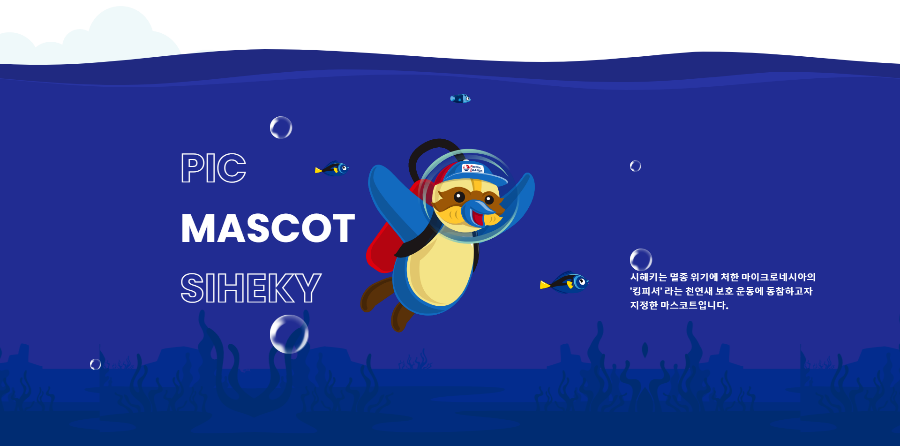 PIC
MASCOT
SIHEKY
시헤키는 멸종 위기에 처한 마이크로네시아의
'킹피셔' 라는 천연새 보호 운동에 동참하고자
지정한 마스코트입니다.